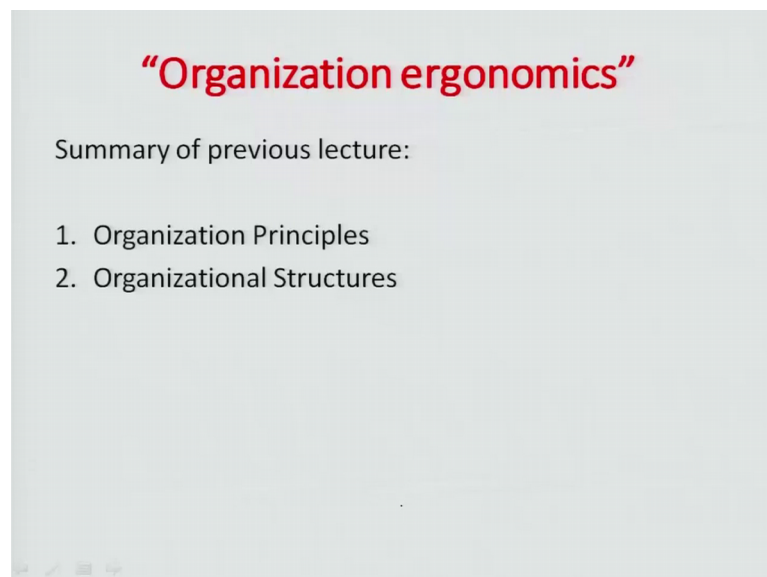 “Organization ergonomics”
Summary of previous lecture:
1. Organization Principles
2. Organizational Structures